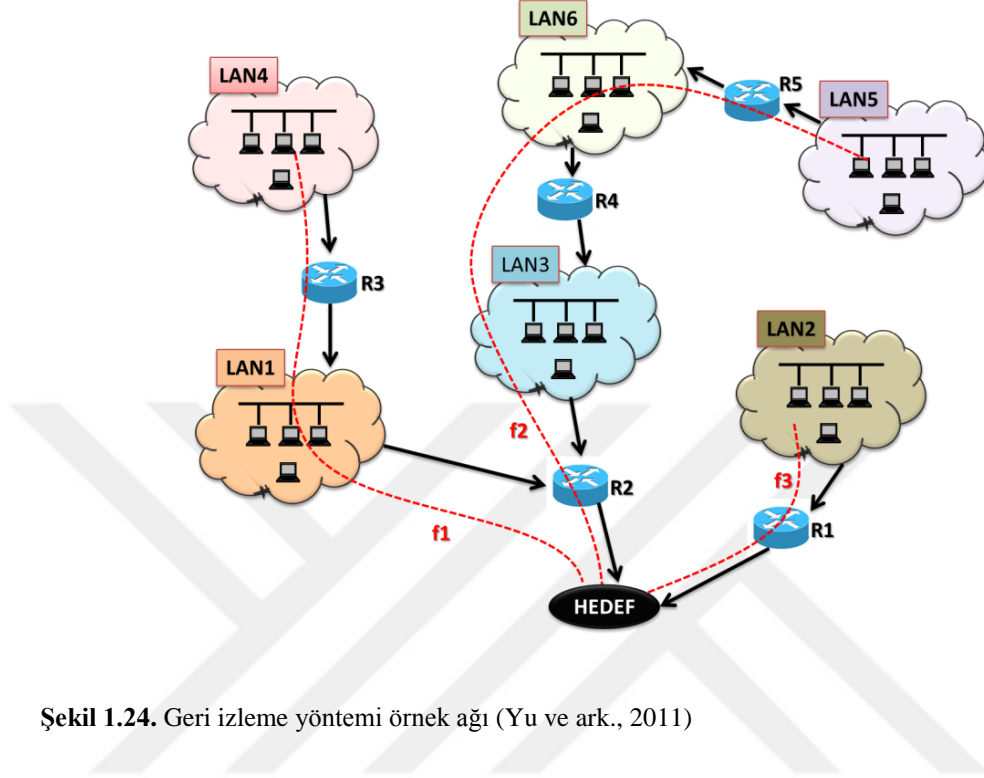 LAN6
LAN4
R5
LAN5
R4
LAN3
R3
LAN2
LAN1
f2
f3
R2
f1
R1
HEDEF
Şekil 1.24. Geri izleme yöntemi örnek ağı (Yu ve ark., 2011)